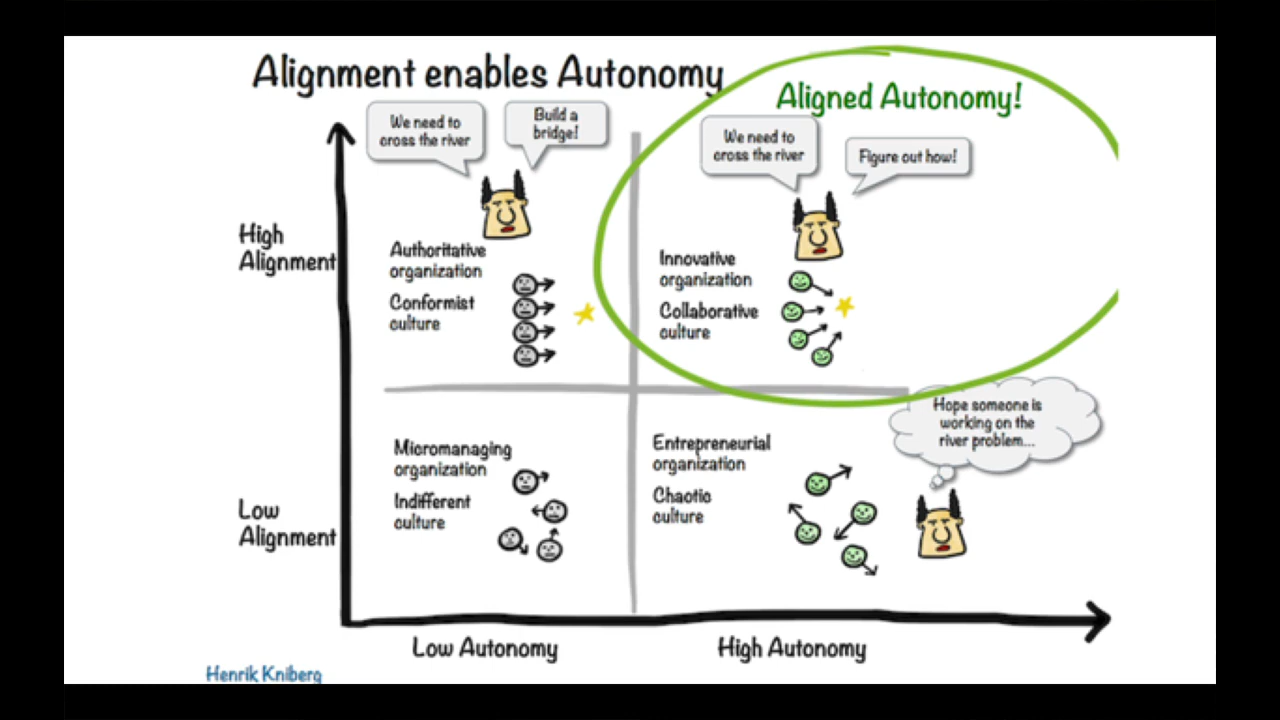 Alignment enables Autonomy
Aligned Autonomy!
We need to
cross the river
Build a
bridge!
We need to
cross the river
Figure out how!
High
Alignment
Authoritative
organization
Conformist
culture
Innovative
organization
Collaborative
culture
Hope someone is
working on the
river problem...
Low
Alignment
Micromanaging
organization
Indifferent
culture
Entrepreneurial
organization
Chaotic
culture
Low Autonomy
High Autonomy
Henrik Kniberg